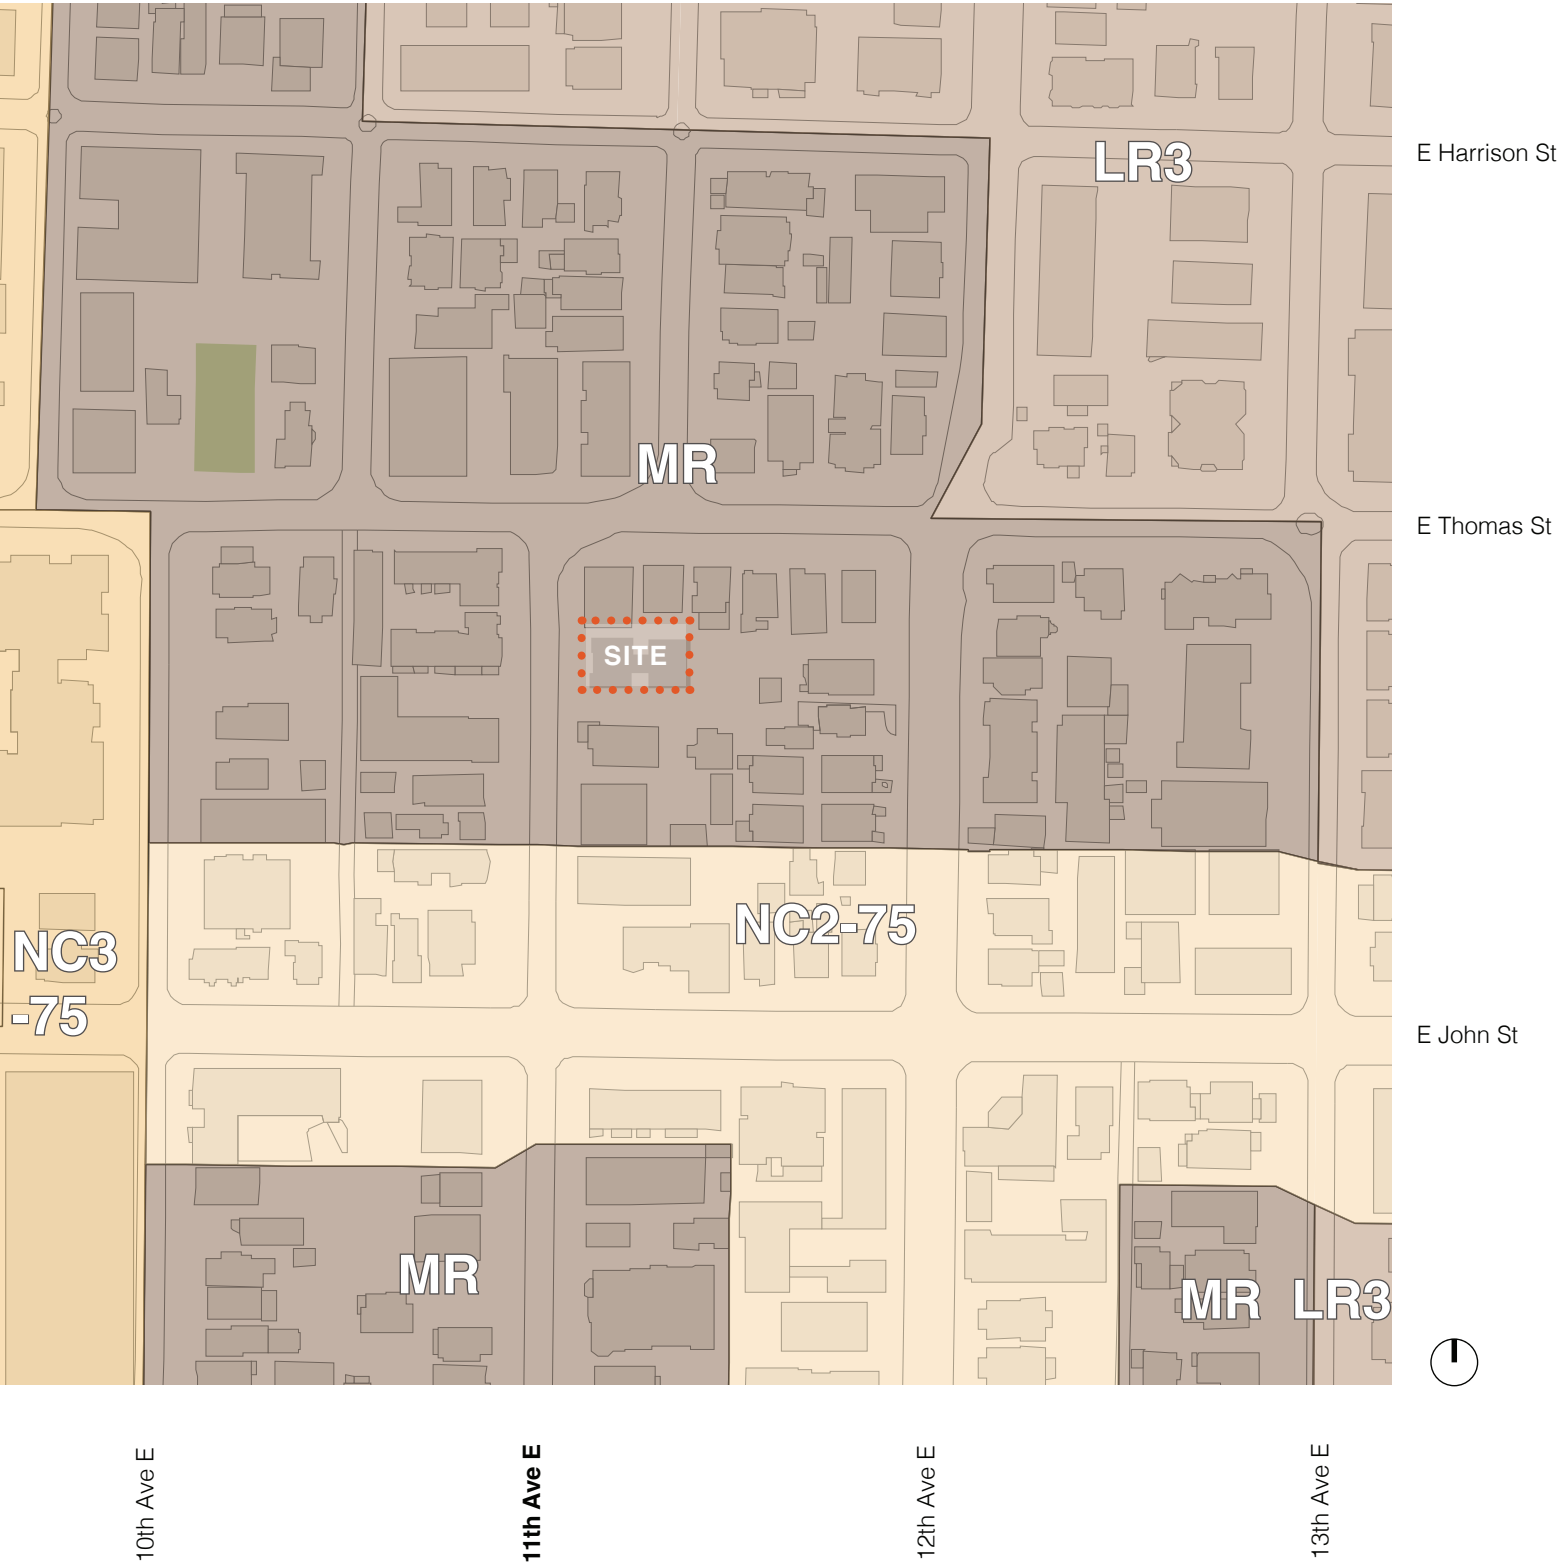 LR3
E Harrison St
MR
E Thomas St
SITE
NC2-75
NC3
-75
E John St
MR
MR
LR3
10th Ave E
11th Ave E
12th Ave E
13th Ave E